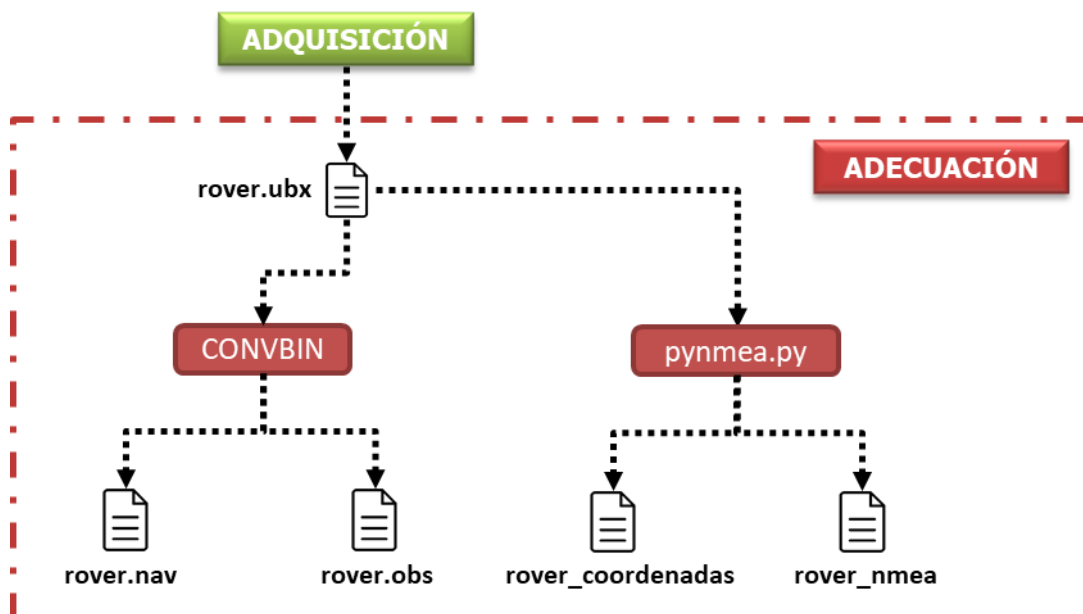 ADQUISICIÓN
ADECUACIÓN
rover.ubx
CONVBIN
pynmea.py
rover.nav
rover.obs
rover_coordenadas
rover_nmea